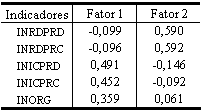 Indicadores Fator 1 Fator 2
INRDPRD -0,099 0,590
INRDPRC -0,096 0,592
INICPRD 0,491 -0,146
INICPRC 0,452 -0,092
INORG 0,359 0,061